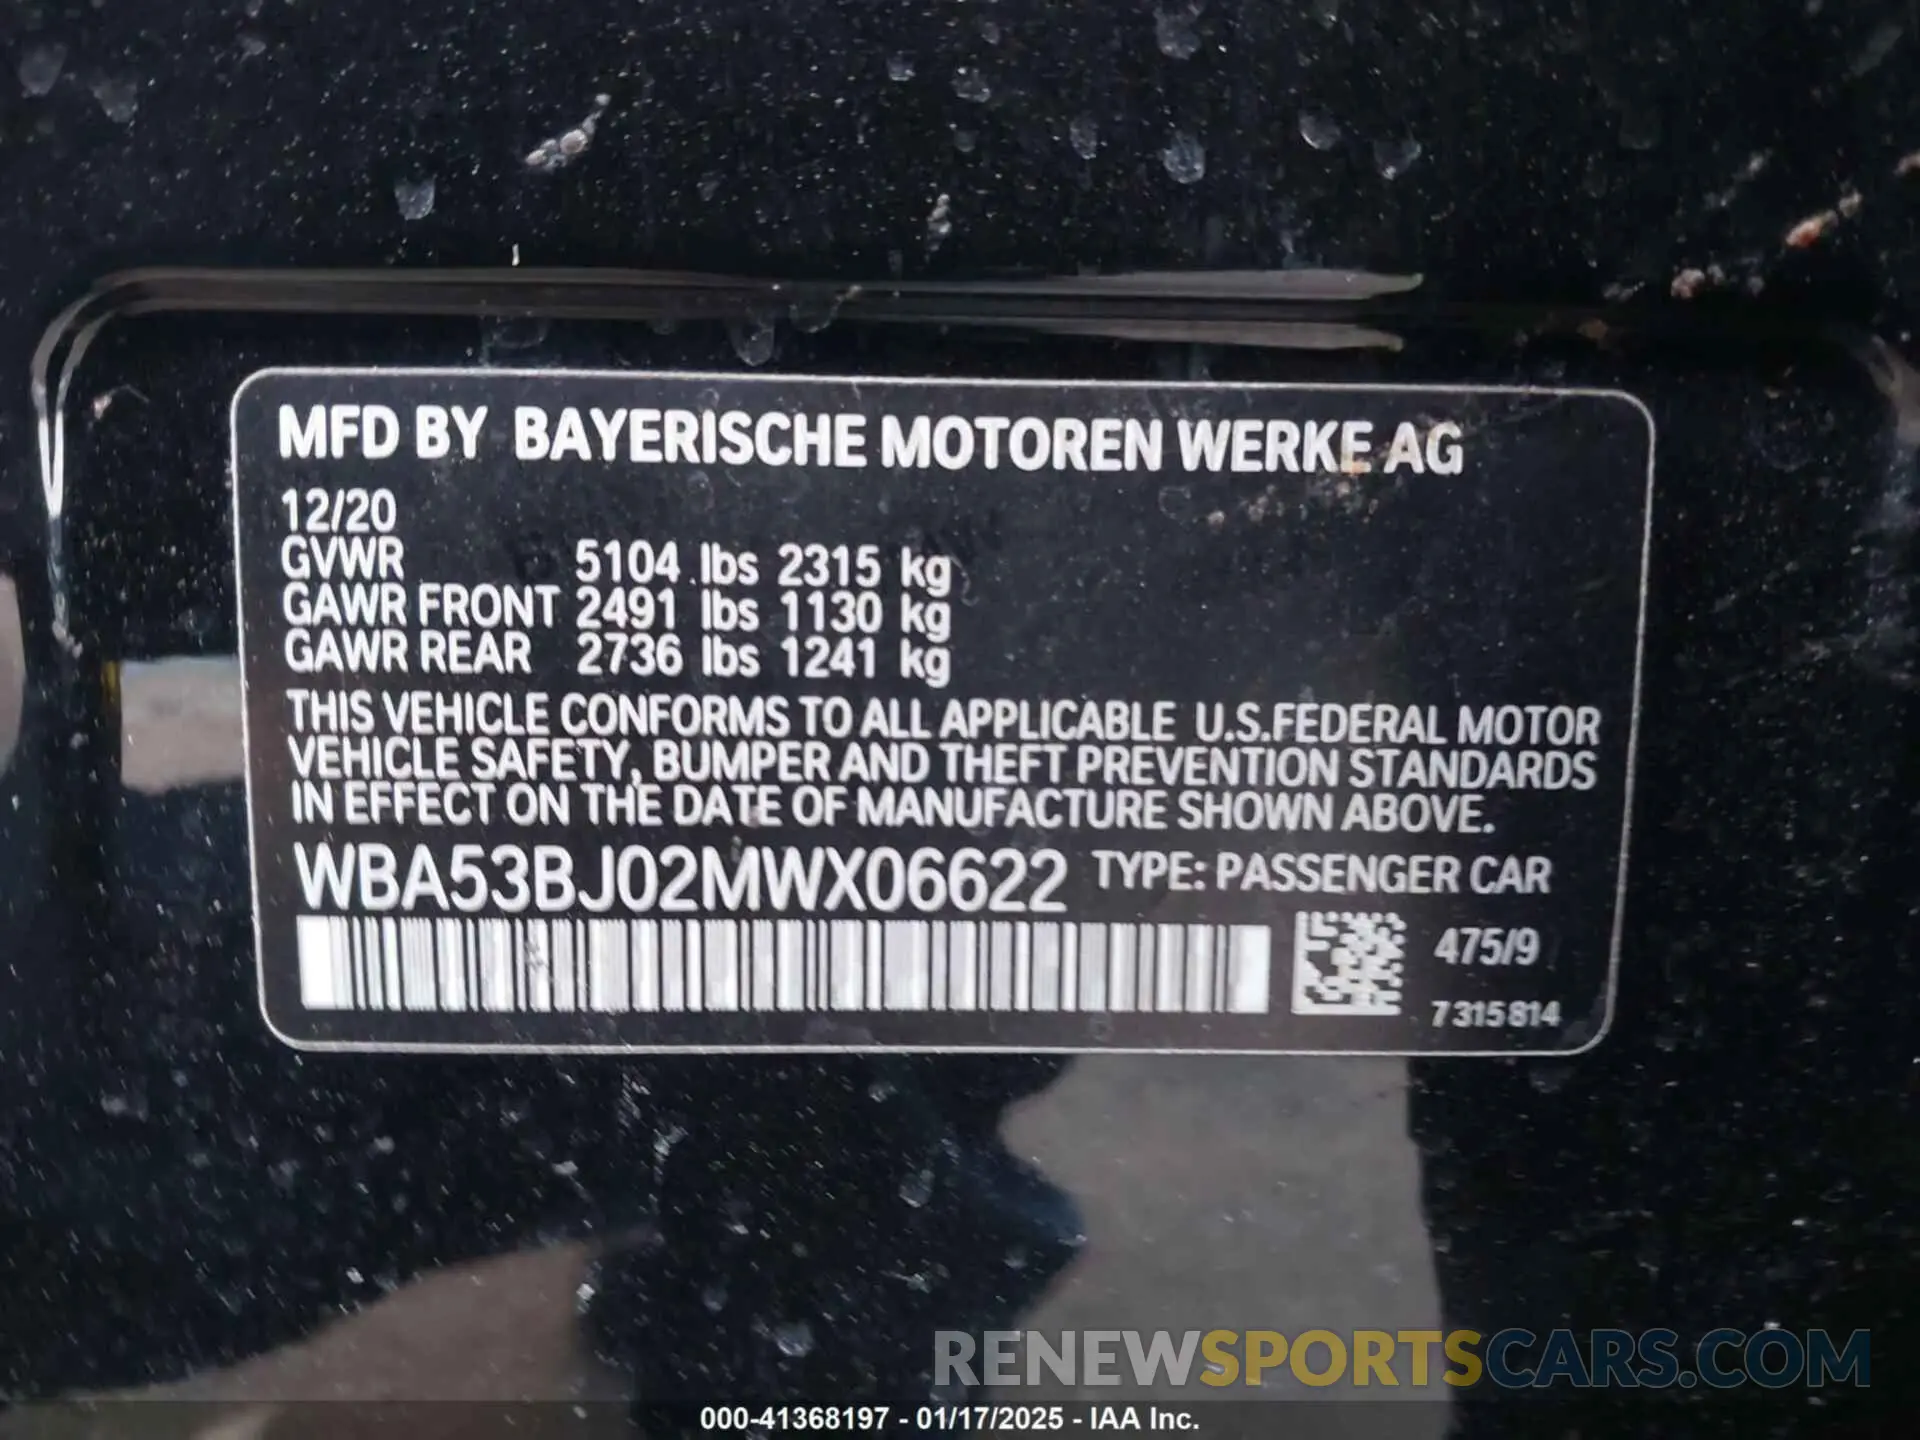 MFD BY BAYERISCHE MOTOREN WERKE AG
12/20
GVWR 5104 lbs 2315 kg
GAWR FRONT 2491 lbs 1130 kg
GAWR REAR 2736 lbs 1241 kg
THIS VEHICLE CONFORMS TO ALL APPLICABLE U.S.FEDERAL MOTOR
VEHICLE SAFETY, BUMPER AND THEFT PREVENTION STANDARDS
IN EFFECT ON THE DATE OF MANUFACTURE SHOWN ABOVE.
WBA53BJ02MWX06622 TYPE: PASSENGER CAR
475/9
7315814
RENEWSPORTSCARS.COM
000-41368197 - 01/17/2025 - IAA Inc.